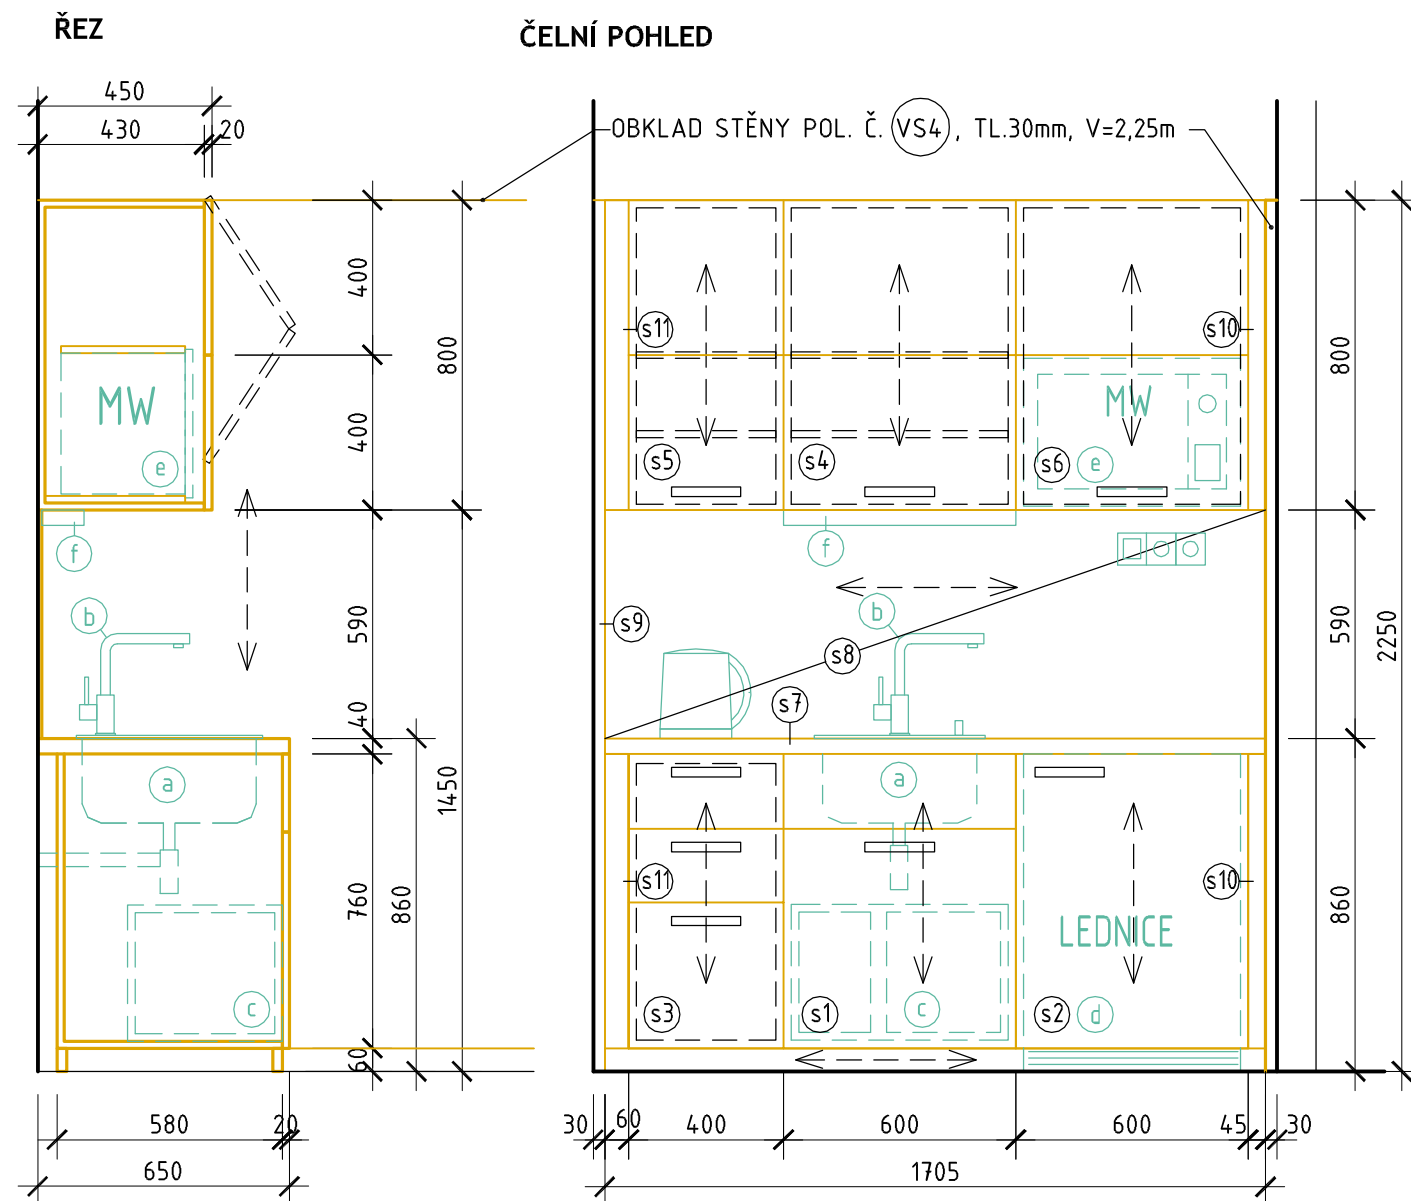 ŘEZ
ČELNÍ POHLED
450
430
20
OBKLAD STĚNY POL. Č. VS4, TL.30mm, V=2,25m
400
400
800
590
40
1450
760
860
60
MW
e
f
b
a
c
580
20
650
s11
s10
s5
s4
s6
e
MW
f
b
s9
s8
s7
a
s11
s10
LEDNICE
s3
s1
c
s2
d
800
590
2250
860
30
60
400
600
600
45
30
1705